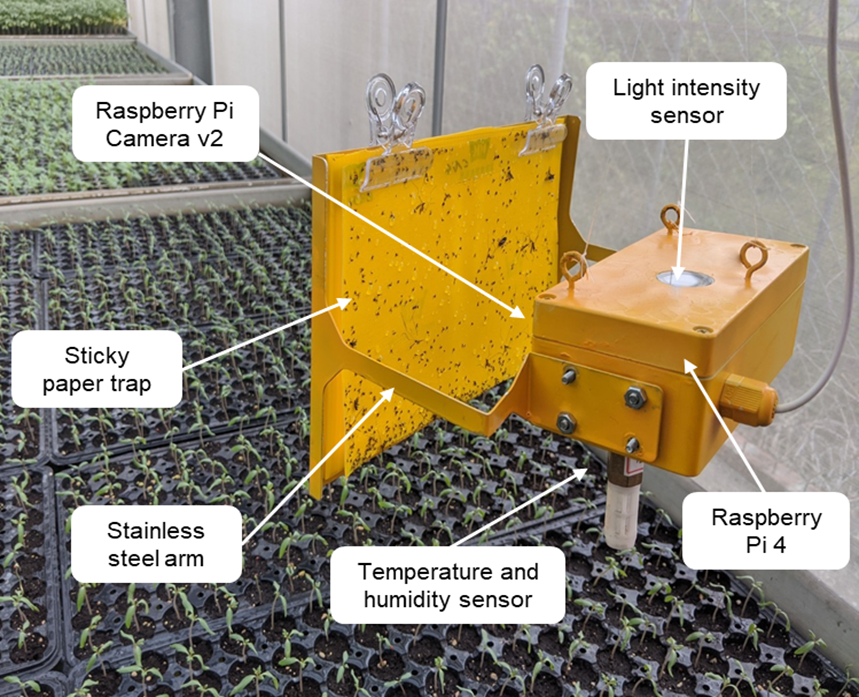 Raspberry Pi
Camera v2
Light intensity
sensor
Sticky
paper trap
Stainless
steel arm
Temperature and
humidity sensor
Raspberry
Pi 4